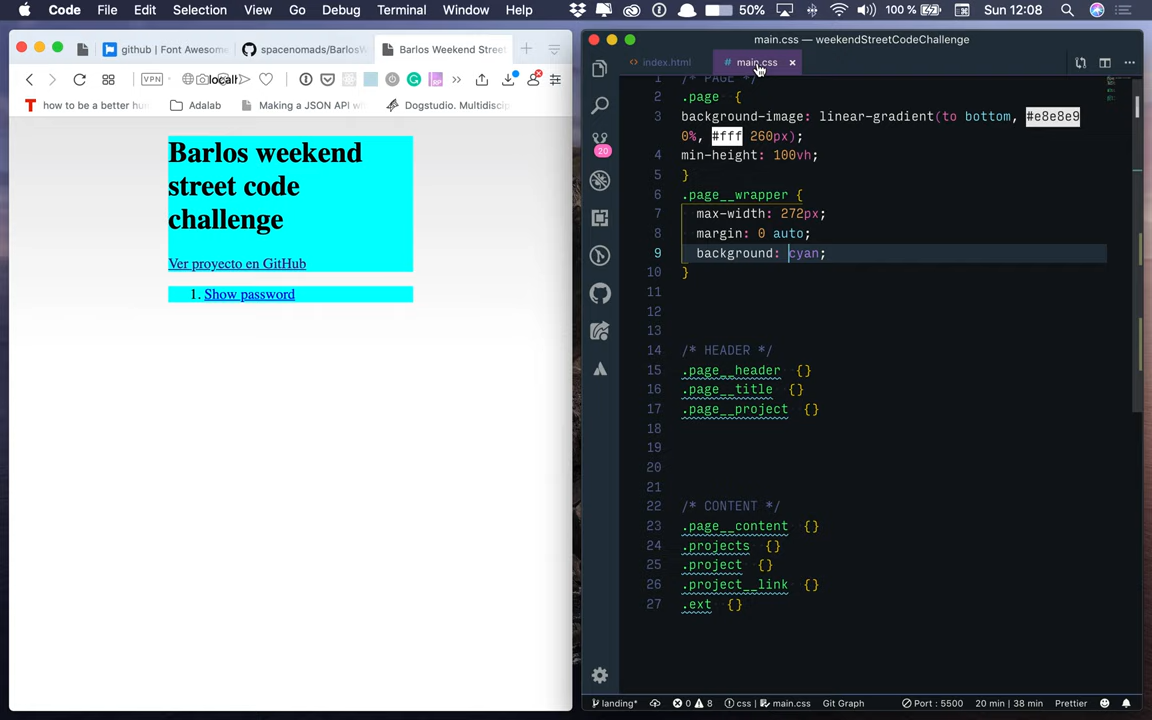 Code File Edit Selection View Go Debug Terminal Window Help 50% 100 % Sun 12:08
github | Font Awesome spacenomads/BarlosW Barlos Weekend Street
VPN locall
how to be a better hu Adalab Making a JSON API wi Dogstudio. Multidiscip
Barlos weekend
street code
challenge
Ver proyecto en GitHub
1. Show password
main.css — weekendStreetCodeChallenge
index.html # main.css
20
1 /* PAGE */
2 .page {
3 background-image: linear-gradient(to bottom, #e8e8e9
0%, #fff 260px);
4 min-height: 100vh;
5 }
6 .page__wrapper {
7 max-width: 272px;
8 margin: 0 auto;
9 background: cyan;
10 }
11
12
13
14 /* HEADER */
15 .page__header {}
16 .page__title {}
17 .page__project {}
18
19
20
21
22 /* CONTENT */
23 .page__content {}
24 .projects {}
25 .project {}
26 .project__link {}
27 .ext {}
landing* 0 8 css main.css Git Graph Port : 5500 20 min | 38 min Prettier